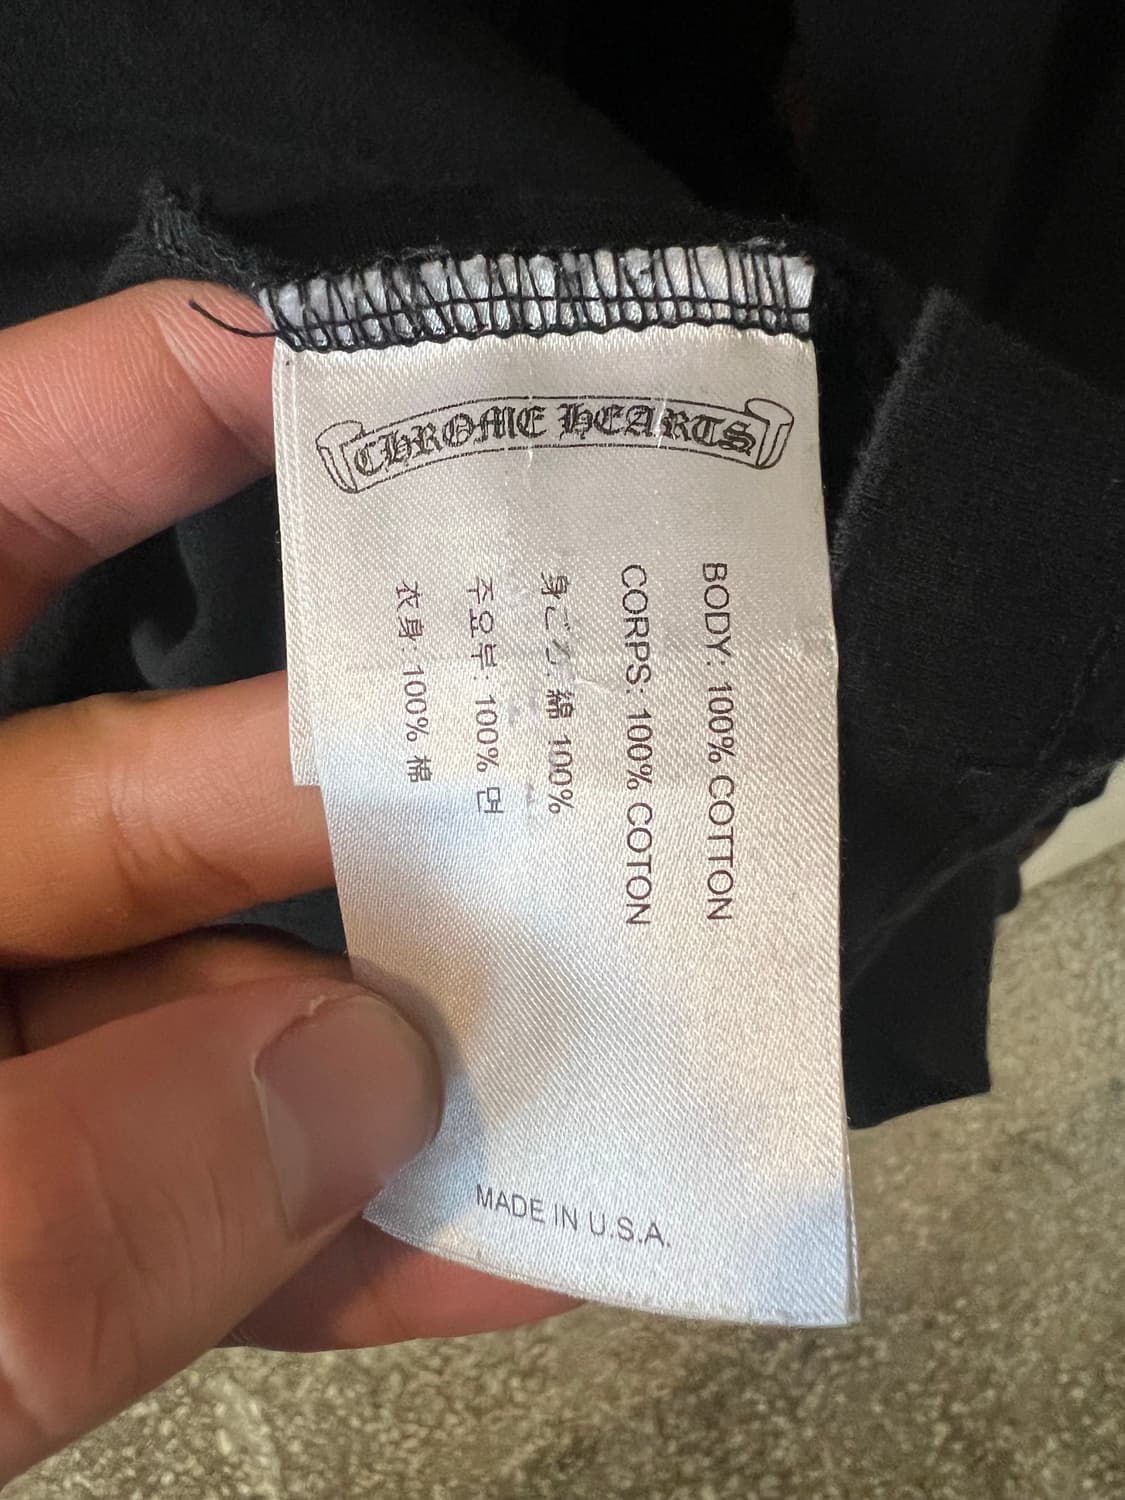 CHROME HEARTS
BODY: 100% COTTON
CORPS: 100% COTON
身ごろ: 綿 100%
주요부: 100% 면
衣身: 100% 棉
MADE IN U.S.A.